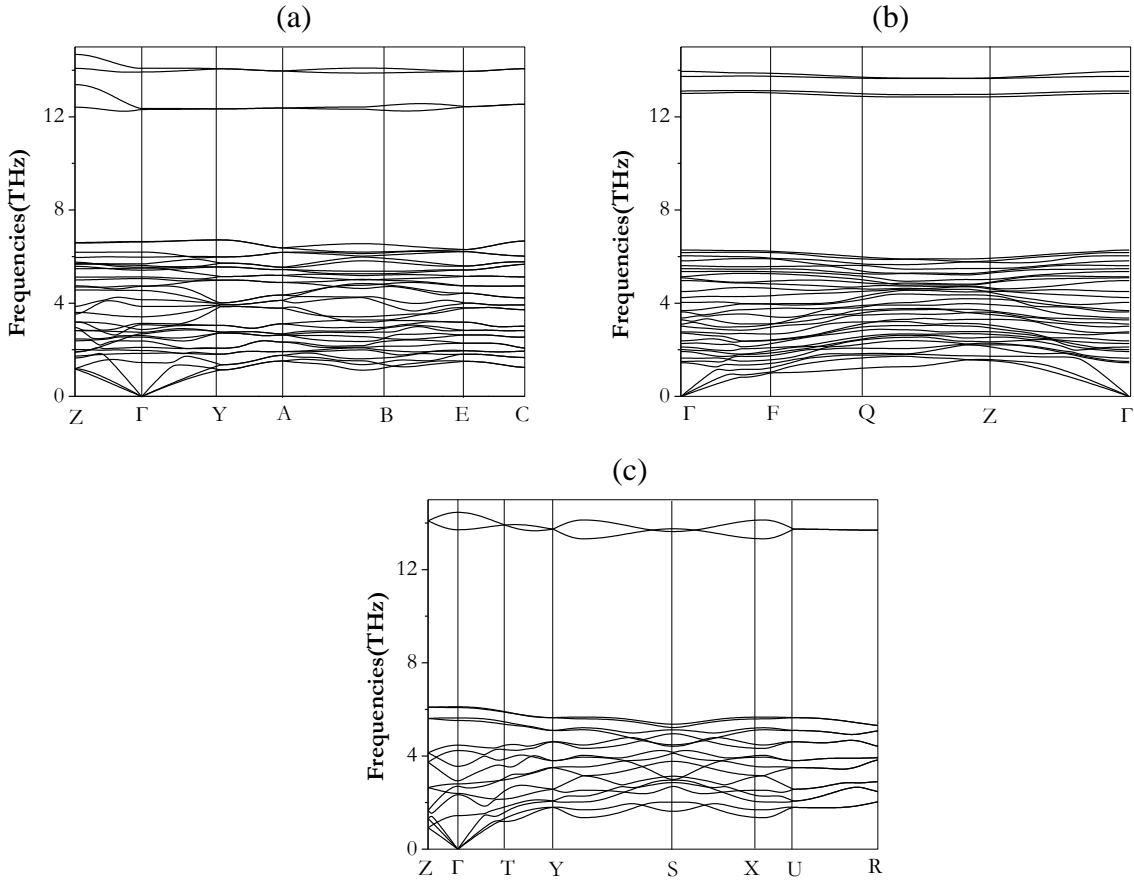 (a)
Frequencies(THz)
12
8
4
0
Z Γ Y A B E C
(b)
Frequencies(THz)
12
8
4
0
Γ F Q Z Γ
(c)
Frequencies(THz)
12
8
4
0
Z Γ T Y S X U R